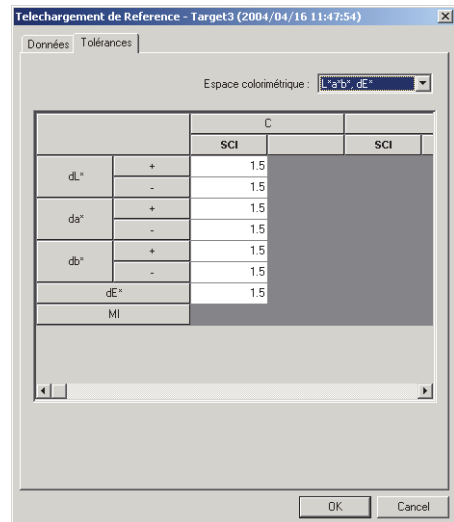 Telechargement de Reference - Target3 (2004/04/16 11:47:54)
Données Tolérances
Espace colorimétrique : L*a*b*, dE*
C
SCI SCI
dL* + 1.5
- 1.5
da* + 1.5
- 1.5
db* + 1.5
- 1.5
dE* 1.5
MI
OK Cancel